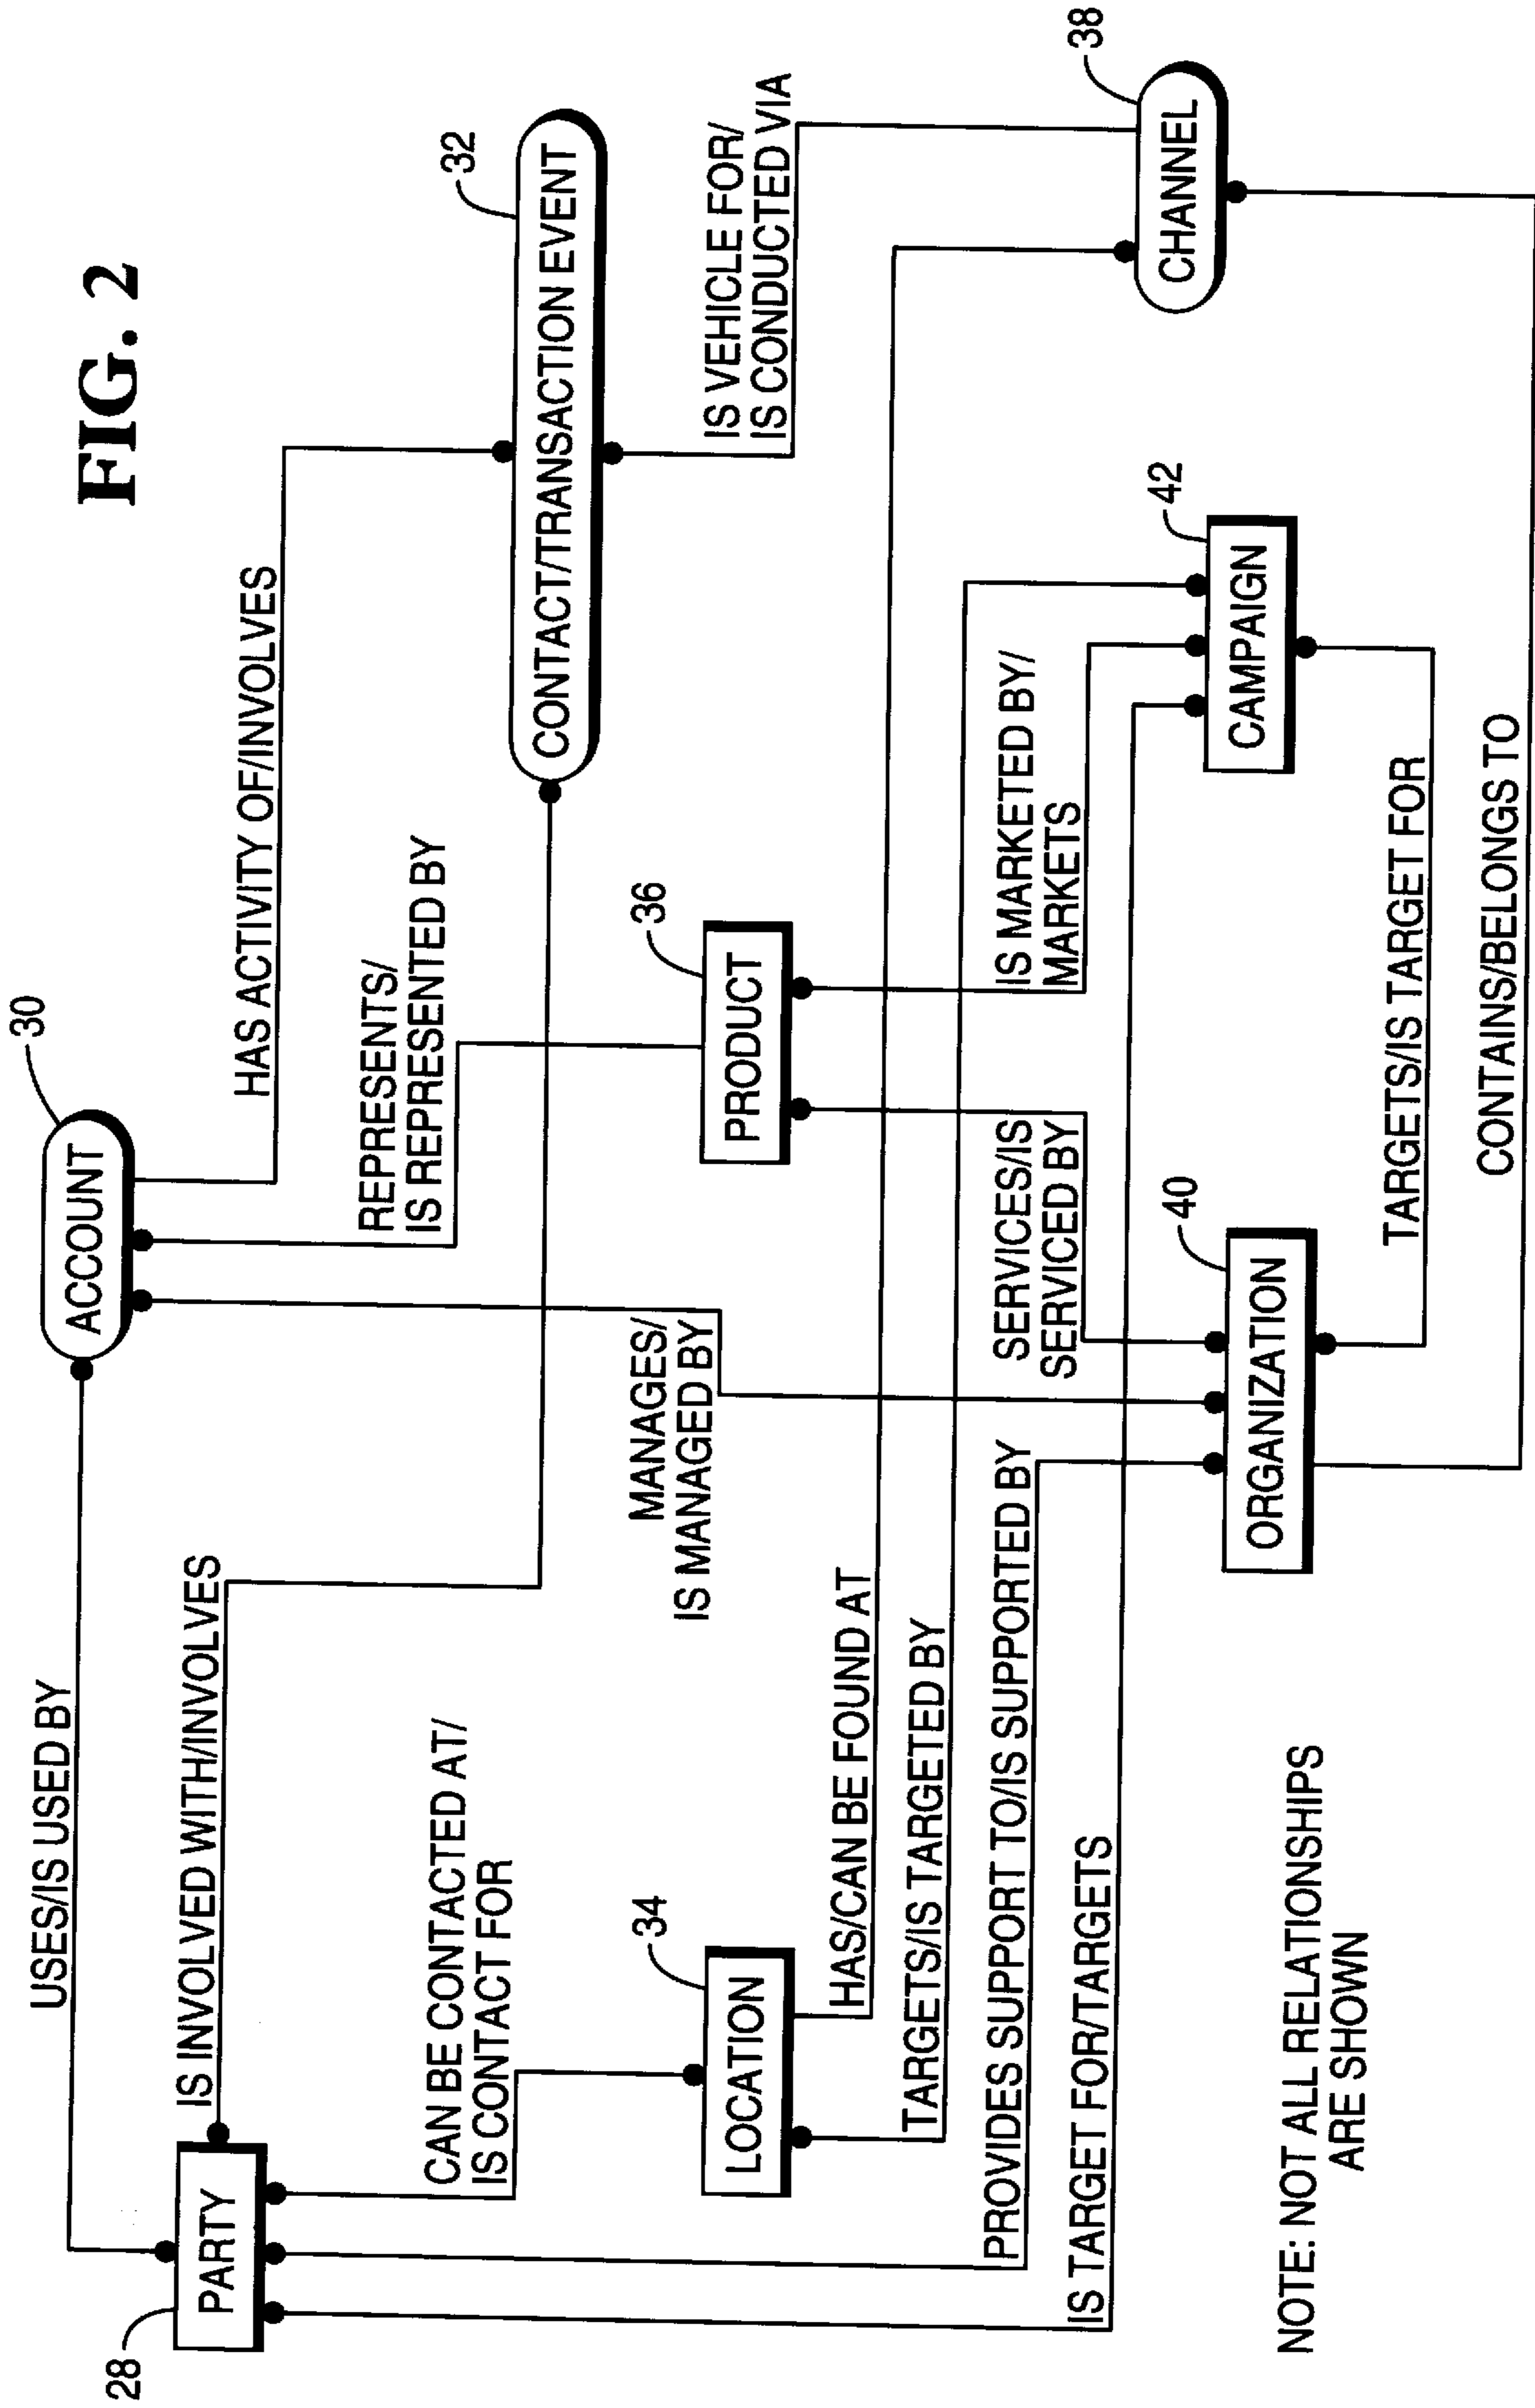 FIG. 2
30
ACCOUNT
USES/IS USED BY
HAS ACTIVITY OF/INVOLVES
28
PARTY
IS INVOLVED WITH/INVOLVES
REPRESENTS/
IS REPRESENTED BY
32
CONTACT/TRANSACTION EVENT
CAN BE CONTACTED AT/
IS CONTACT FOR
MANAGES/
IS MANAGED BY
36
PRODUCT
IS VEHICLE FOR/
IS CONDUCTED VIA
34
LOCATION
HAS/CAN BE FOUND AT
TARGETS/IS TARGETED BY
SERVICES/IS
SERVICED BY
IS MARKETED BY/
MARKETS
PROVIDES SUPPORT TO/IS SUPPORTED BY
IS TARGET FOR/TARGETS
40
ORGANIZATION
42
CAMPAIGN
38
CHANNEL
TARGETS/IS TARGET FOR
CONTAINS/BELONGS TO
NOTE: NOT ALL RELATIONSHIPS
ARE SHOWN